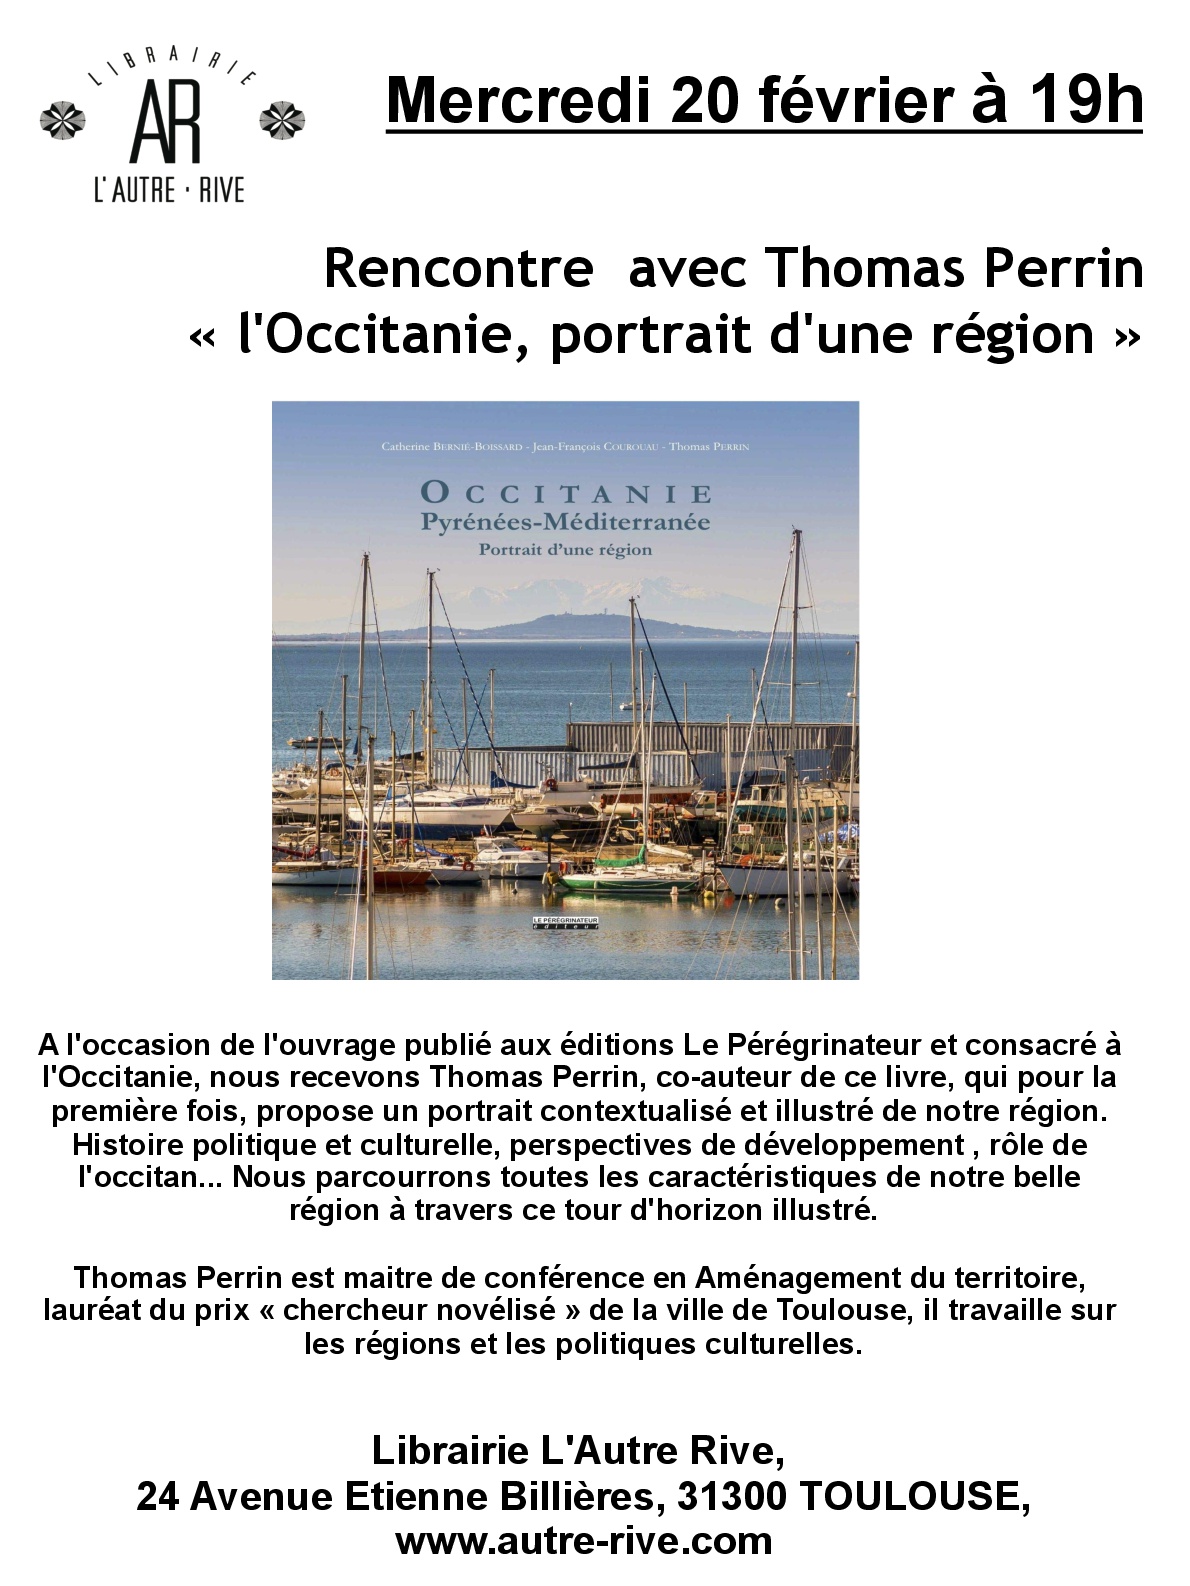 LIBRAIRIE
AR
L'AUTRE · RIVE
Mercredi 20 février à 19h
Rencontre  avec Thomas Perrin
« l'Occitanie, portrait d'une région »
Catherine BERNIÉ-BOISSARD - Jean-François COUROUAU - Thomas PERRIN
OCCITANIE
Pyrénées-Méditerranée
Portrait d'une région
LE PÉRÉGRINATEUR
éditeur
A l'occasion de l'ouvrage publié aux éditions Le Pérégrinateur et consacré à
l'Occitanie, nous recevons Thomas Perrin, co-auteur de ce livre, qui pour la
première fois, propose un portrait contextualisé et illustré de notre région.
Histoire politique et culturelle, perspectives de développement , rôle de
l'occitan... Nous parcourrons toutes les caractéristiques de notre belle
région à travers ce tour d'horizon illustré.
Thomas Perrin est maitre de conférence en Aménagement du territoire,
lauréat du prix « chercheur novélisé » de la ville de Toulouse, il travaille sur
les régions et les politiques culturelles.
Librairie L'Autre Rive,
24 Avenue Etienne Billières, 31300 TOULOUSE,
www.autre-rive.com